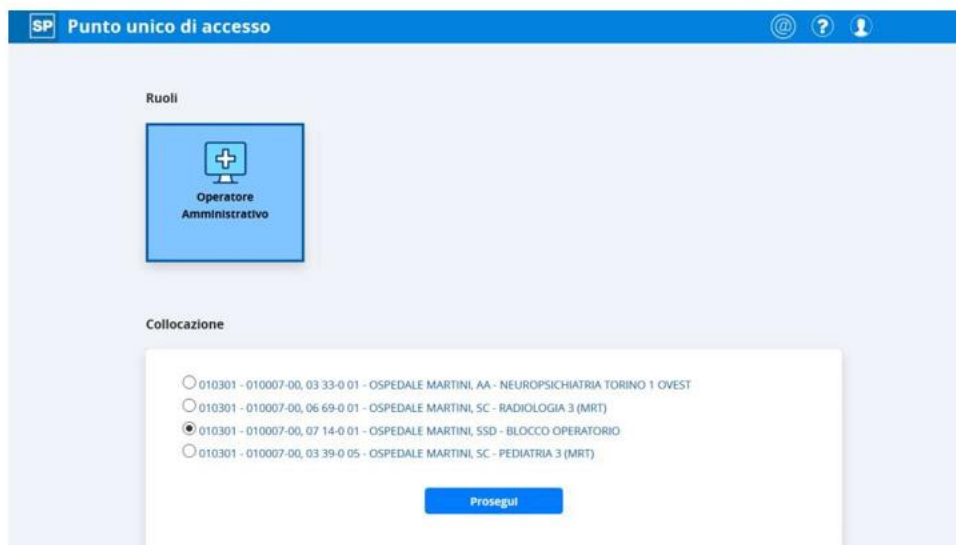 SP Punto unico di accesso @ ?
Ruoli
Operatore
Amministrativo
Collocazione
010301 - 010007-00, 03 33-0 01 - OSPEDALE MARTINI, AA - NEUROPSICHIATRIA TORINO 1 OVEST
010301 - 010007-00, 06 69-0 01 - OSPEDALE MARTINI, SC - RADIOLOGIA 3 (MRT)
010301 - 010007-00, 07 14-0 01 - OSPEDALE MARTINI, SSD - BLOCCO OPERATORIO
010301 - 010007-00, 03 39-0 05 - OSPEDALE MARTINI, SC - PEDIATRIA 3 (MRT)
Prosegui